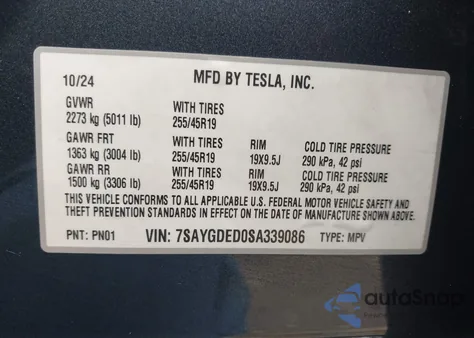 10/24 MFD BY TESLA, INC.
GVWR WITH TIRES
2273 kg (5011 lb) 255/45R19
GAWR FRT WITH TIRES RIM COLD TIRE PRESSURE
1363 kg (3004 lb) 255/45R19 19X9.5J 290 kPa, 42 psi
GAWR RR WITH TIRES RIM COLD TIRE PRESSURE
1500 kg (3306 lb) 255/45R19 19X9.5J 290 kPa, 42 psi
THIS VEHICLE CONFORMS TO ALL APPLICABLE U.S. FEDERAL MOTOR VEHICLE SAFETY AND
THEFT PREVENTION STANDARDS IN EFFECT ON THE DATE OF MANUFACTURE SHOWN ABOVE.
PNT: PN01 VIN: 7SAYGDED0SA339086 TYPE: MPV
autoSnap